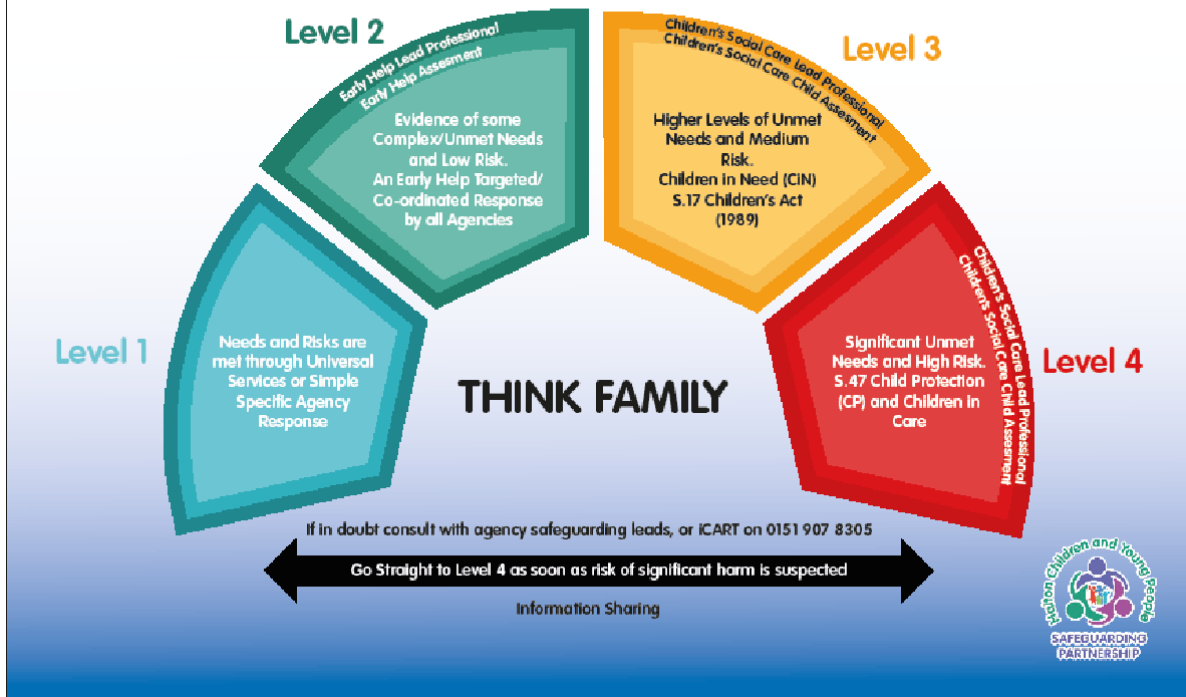 Level 1
Needs and Risks are
met through Universal
Services or Simple
Specific Agency
Response
Level 2
Early Help Lead Professional
Early Help Assesment
Evidence of some
Complex/Unmet Needs
and Low Risk.
An Early Help Targeted/
Co-ordinated Response
by all Agencies
Level 3
Children's Social Care Lead Professional
Children's Social Care Child Assesment
Higher Levels of Unmet
Needs and Medium
Risk.
Children in Need (CiN)
S.17 Children's Act
(1989)
Level 4
Children's Social Care Lead Professional
Children's Social Care Child Assesment
Significant Unmet
Needs and High Risk.
S.47 Child Protection
(CP) and Children in
Care
THINK FAMILY
If in doubt consult with agency safeguarding leads, or iCART on 0151 907 8305
Go Straight to Level 4 as soon as risk of significant harm is suspected
Information Sharing
Halton Children and Young People
SAFEGUARDING
PARTNERSHIP